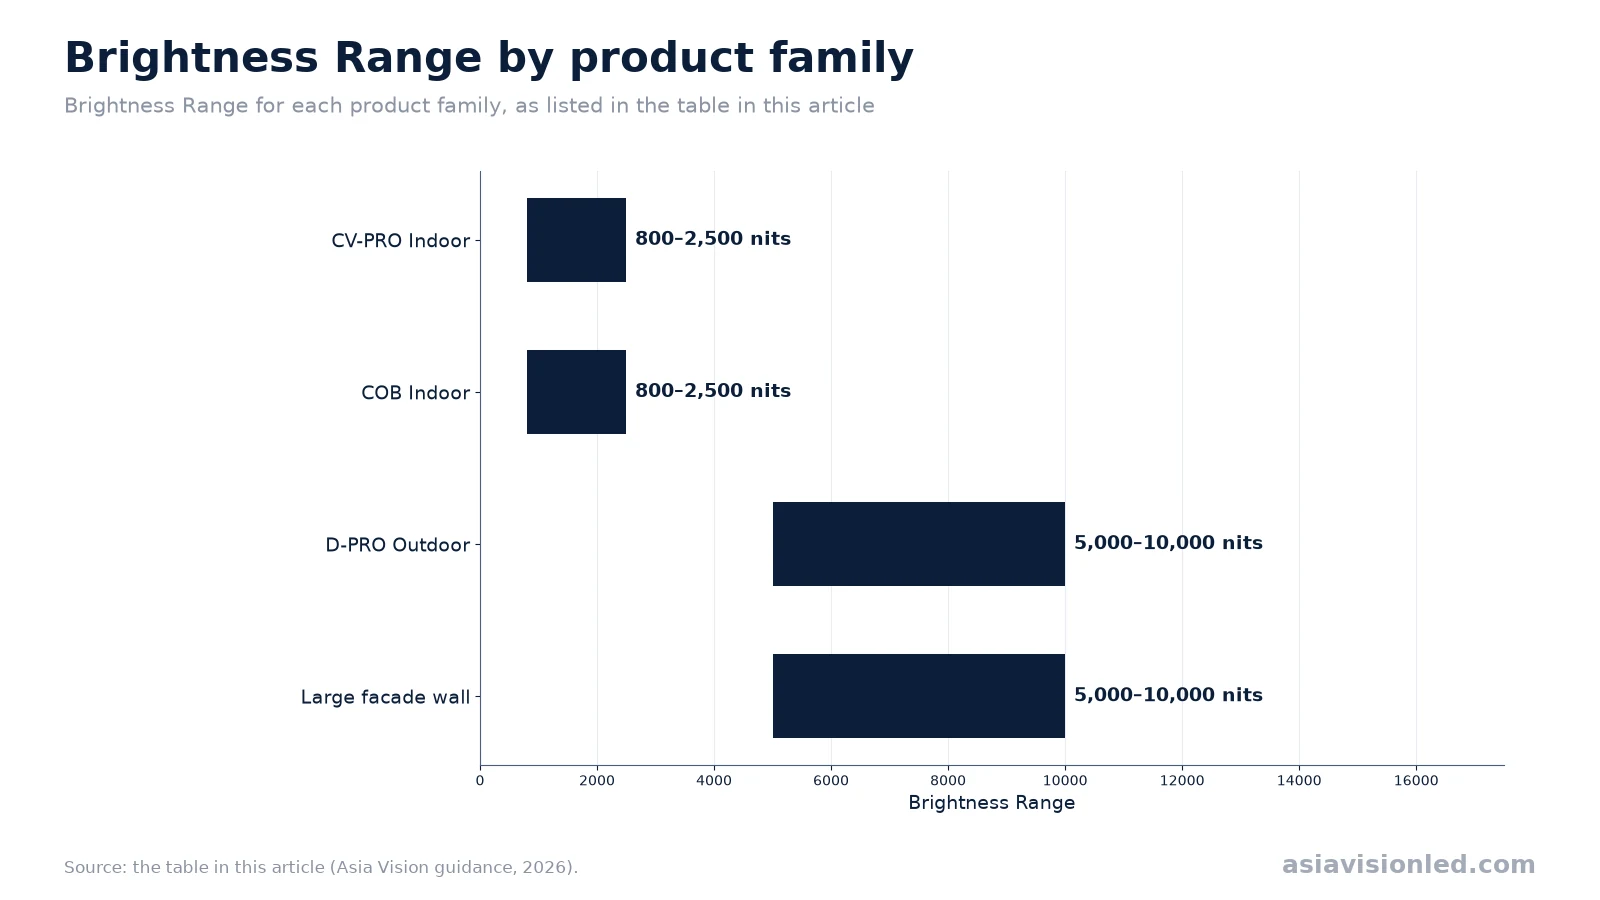 Brightness Range by product family
Brightness Range for each product family, as listed in the table in this article
CV-PRO Indoor
800–2,500 nits
COB Indoor
800–2,500 nits
D-PRO Outdoor
5,000–10,000 nits
Large facade wall
5,000–10,000 nits
0 2000 4000 6000 8000 10000 12000 14000 16000
Brightness Range
Source: the table in this article (Asia Vision guidance, 2026).
asiavisionled.com